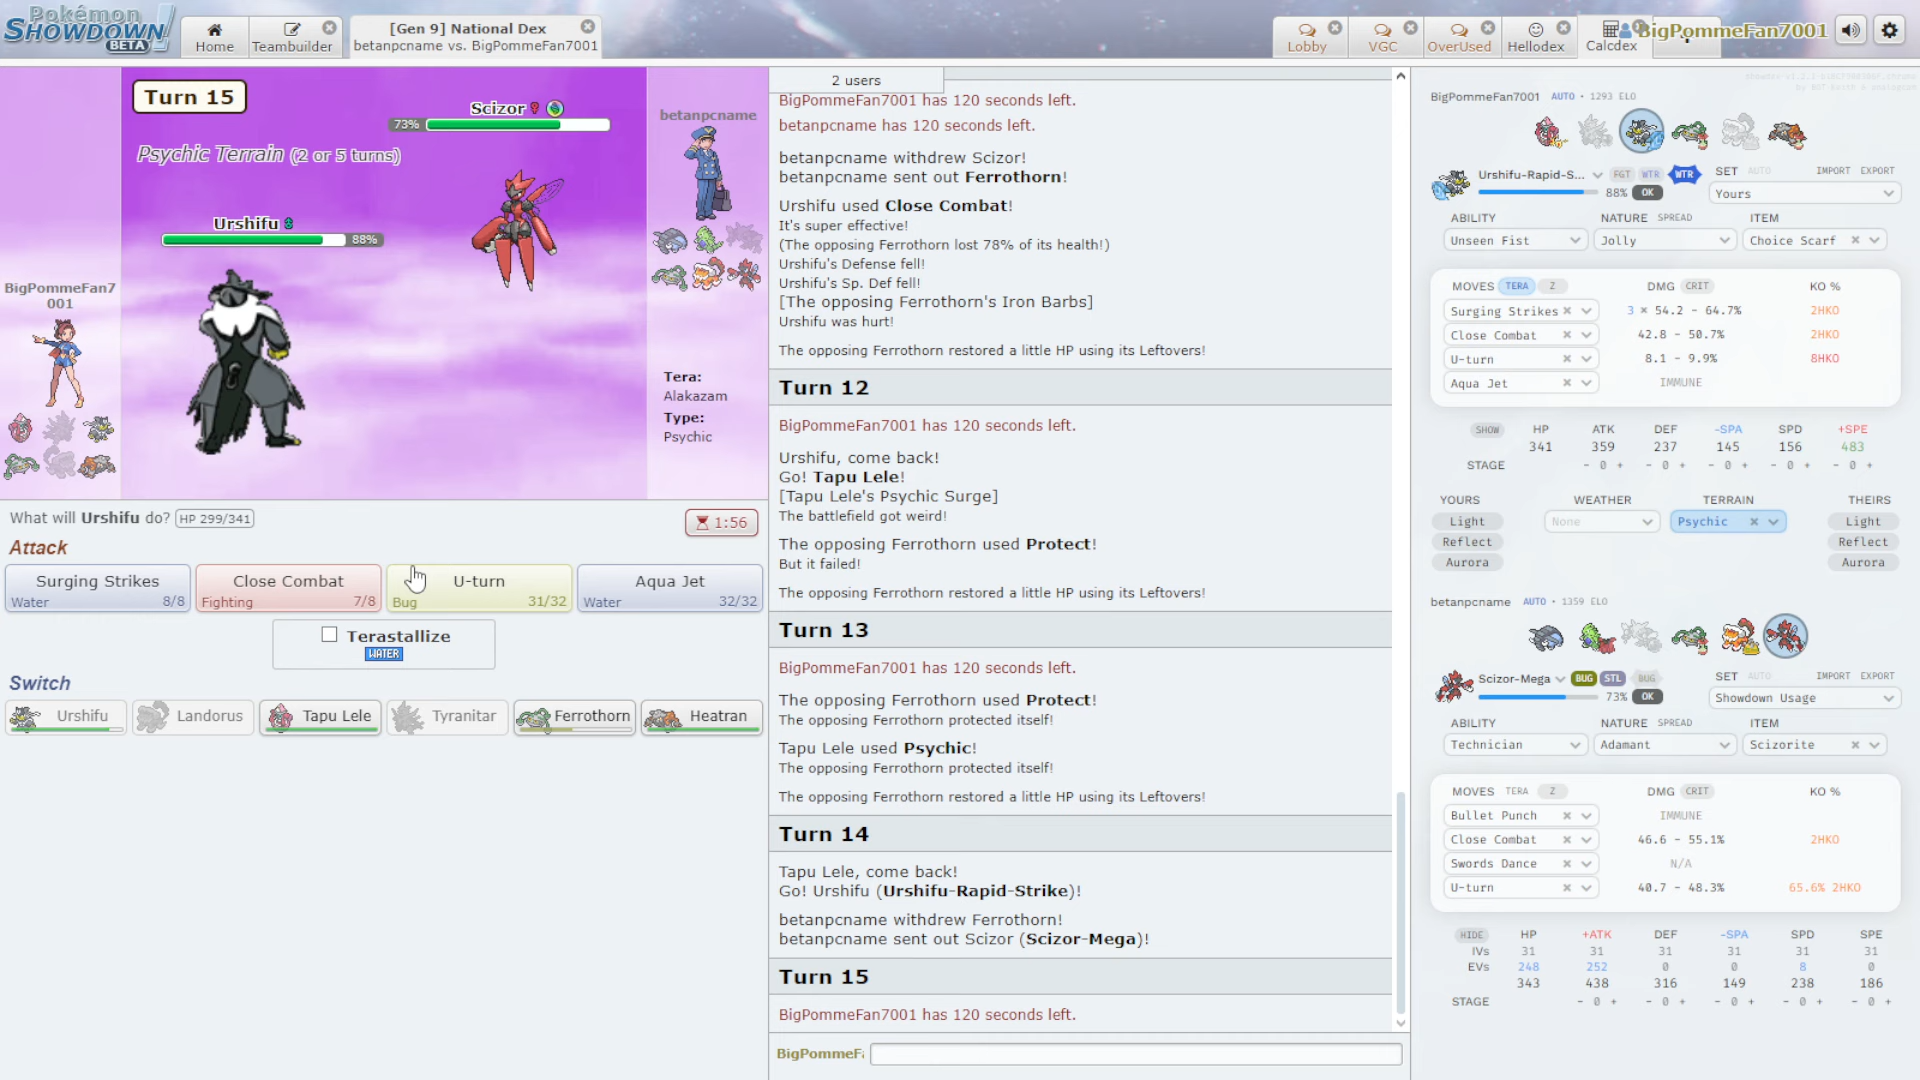 Pokémon
SHOWDOWN!
BETA
Home
Teambuilder
[Gen 9] National Dex
betanpcname vs. BigPommeFan7001
Lobby
VGC
OverUsed
Hellodex
Calcdex
BigPommeFan7001
Turn 15
Psychic Terrain (2 or 5 turns)
Scizor
73%
Urshifu
88%
BigPommeFan7
001
betanpcname
Tera:
Alakazam
Type:
Psychic
What will Urshifu do? HP 299/341
1:56
Attack
Surging Strikes
Water 8/8
Close Combat
Fighting 7/8
U-turn
Bug 31/32
Aqua Jet
Water 32/32
Terastallize
WATER
Switch
Urshifu
Landorus
Tapu Lele
Tyranitar
Ferrothorn
Heatran
2 users
BigPommeFan7001 has 120 seconds left.
betanpcname has 120 seconds left.
betanpcname withdrew Scizor!
betanpcname sent out Ferrothorn!
Urshifu used Close Combat!
It's super effective!
(The opposing Ferrothorn lost 78% of its health!)
Urshifu's Defense fell!
Urshifu's Sp. Def fell!
[The opposing Ferrothorn's Iron Barbs]
Urshifu was hurt!
The opposing Ferrothorn restored a little HP using its Leftovers!
Turn 12
BigPommeFan7001 has 120 seconds left.
Urshifu, come back!
Go! Tapu Lele!
[Tapu Lele's Psychic Surge]
The battlefield got weird!
The opposing Ferrothorn used Protect!
But it failed!
The opposing Ferrothorn restored a little HP using its Leftovers!
Turn 13
BigPommeFan7001 has 120 seconds left.
The opposing Ferrothorn used Protect!
The opposing Ferrothorn protected itself!
Tapu Lele used Psychic!
The opposing Ferrothorn protected itself!
The opposing Ferrothorn restored a little HP using its Leftovers!
Turn 14
Tapu Lele, come back!
Go! Urshifu (Urshifu-Rapid-Strike)!
betanpcname withdrew Ferrothorn!
betanpcname sent out Scizor (Scizor-Mega)!
Turn 15
BigPommeFan7001 has 120 seconds left.
BigPommeFa
BigPommeFan7001 AUTO • 1293 ELO
Urshifu-Rapid-S... FGT WTR WTR
88% OK
SET AUTO IMPORT EXPORT
Yours
ABILITY NATURE SPREAD ITEM
Unseen Fist Jolly Choice Scarf
MOVES TERA Z DMG CRIT KO %
Surging Strikes 3 × 54.2 - 64.7% 2HKO
Close Combat 42.8 - 50.7% 2HKO
U-turn 8.1 - 9.9% 8HKO
Aqua Jet IMMUNE
SHOW HP ATK DEF -SPA SPD +SPE
341 359 237 145 156 483
STAGE - 0 + - 0 + - 0 + - 0 + - 0 +
YOURS WEATHER TERRAIN THEIRS
Light None Psychic Light
Reflect Reflect
Aurora Aurora
betanpcname AUTO • 1359 ELO
Scizor-Mega BUG STL BUG
73% OK
SET AUTO IMPORT EXPORT
Showdown Usage
ABILITY NATURE SPREAD ITEM
Technician Adamant Scizorite
MOVES TERA Z DMG CRIT KO %
Bullet Punch IMMUNE
Close Combat 46.6 - 55.1% 2HKO
Swords Dance N/A
U-turn 40.7 - 48.3% 65.6% 2HKO
HIDE HP +ATK DEF -SPA SPD SPE
IVs 31 31 31 31 31 31
EVs 248 252 0 0 8 0
343 438 316 149 238 186
STAGE - 0 + - 0 + - 0 + - 0 + - 0 +